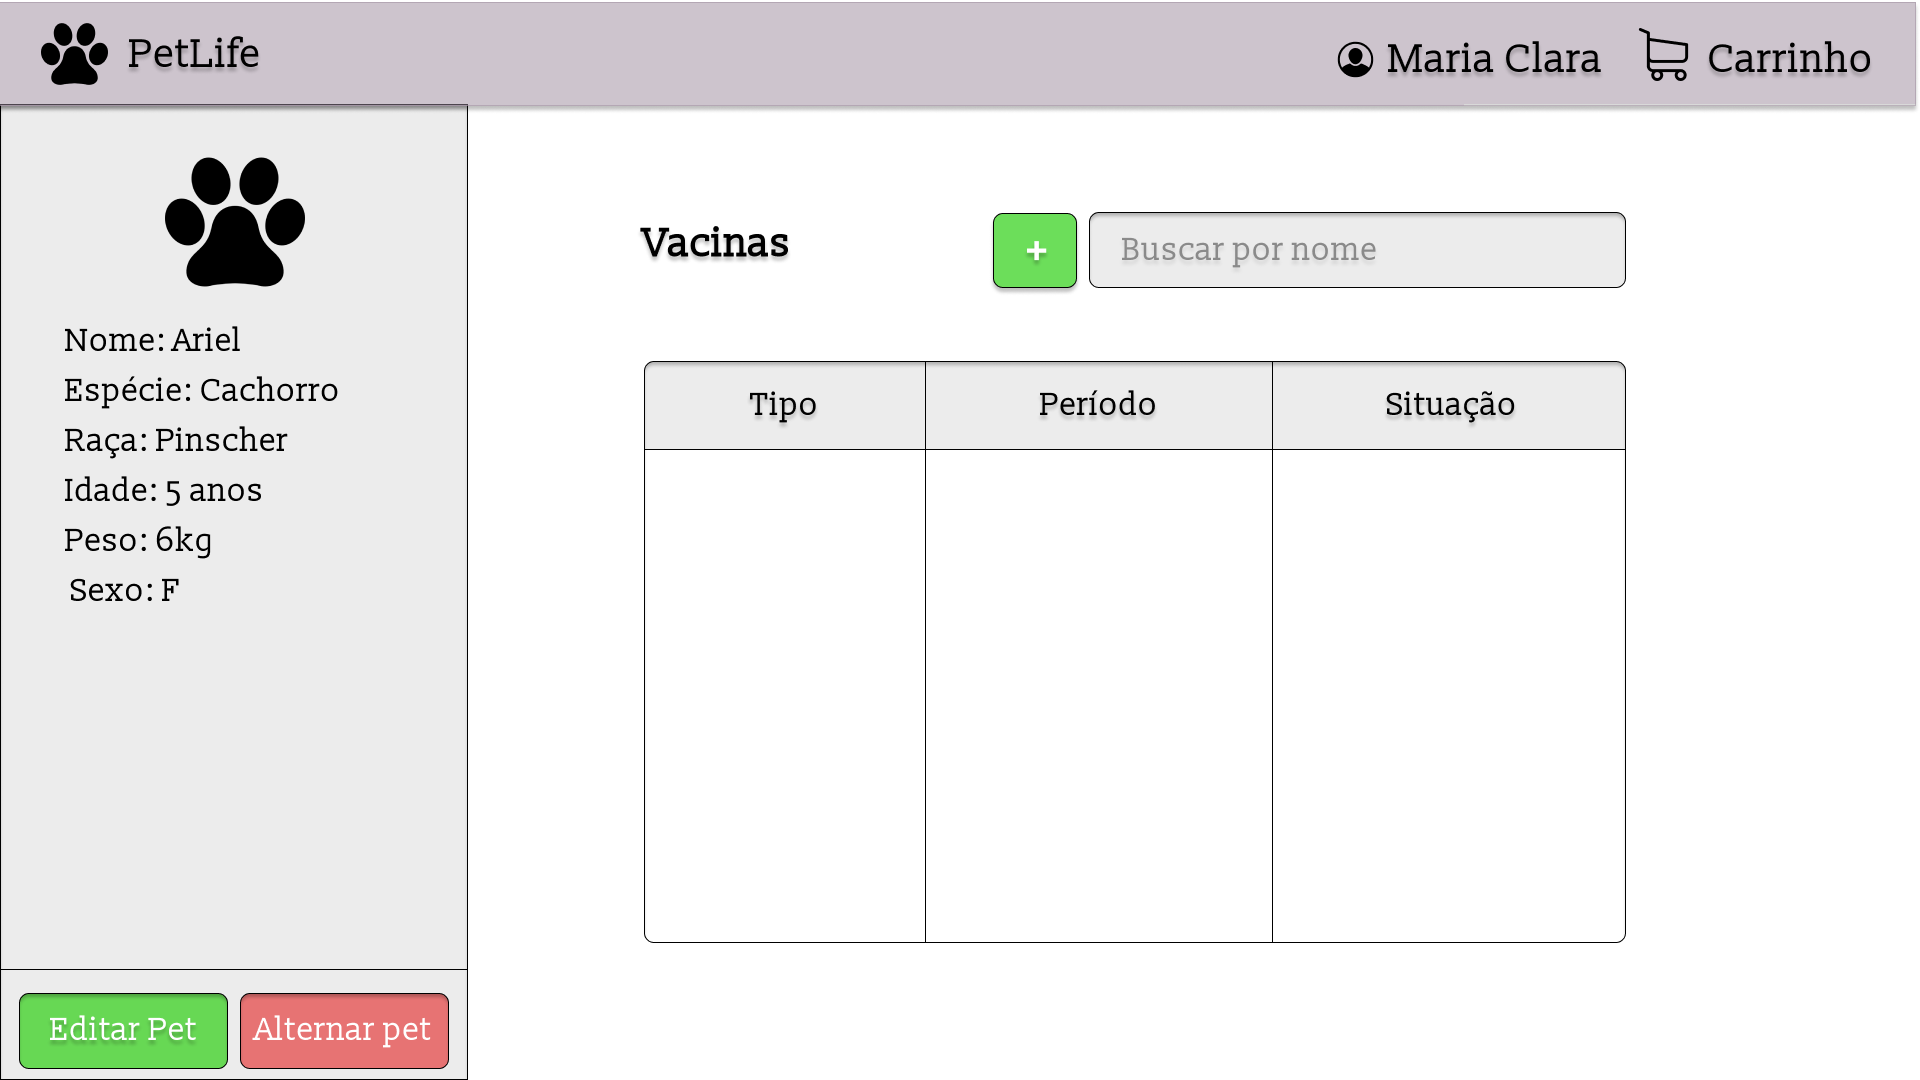 PetLife
Maria Clara
Carrinho
Nome: Ariel
Espécie: Cachorro
Raça: Pinscher
Idade: 5 anos
Peso: 6kg
Sexo: F
Editar Pet
Alternar pet
Vacinas
+
Buscar por nome
Tipo
Período
Situação